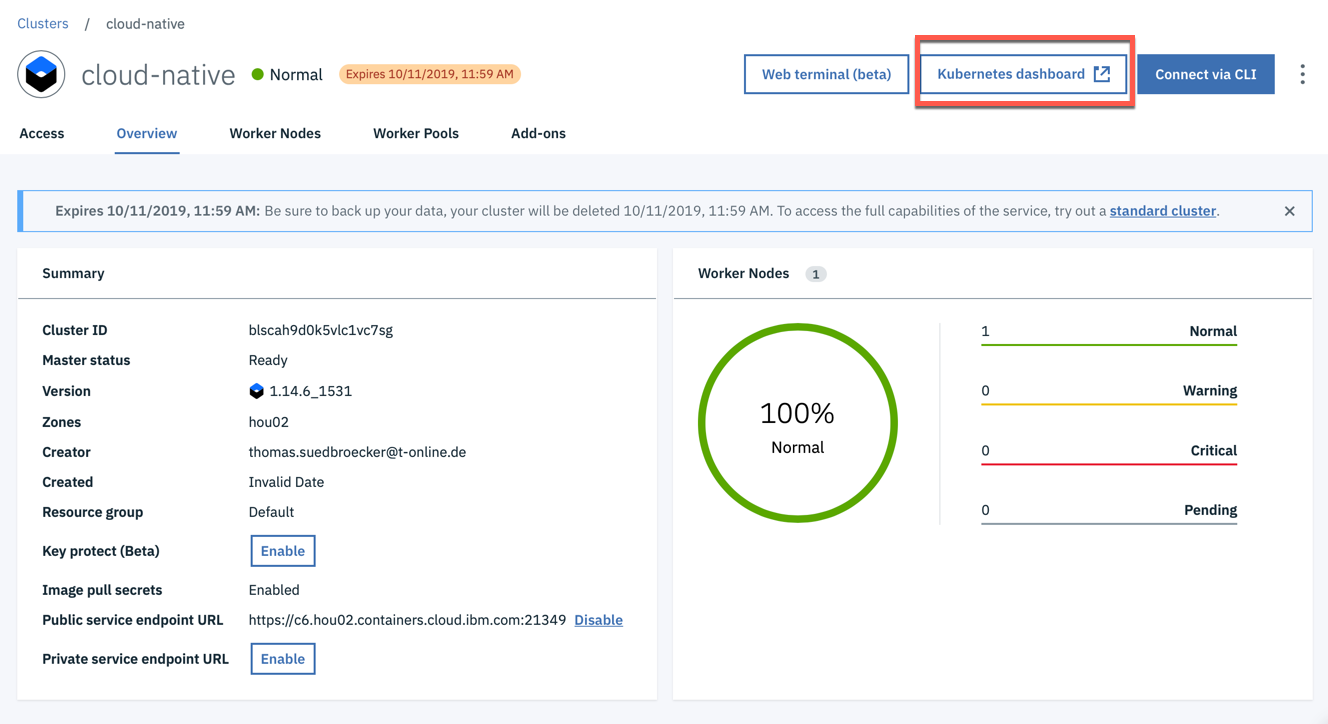 Clusters / cloud-native
cloud-native Normal Expires 10/11/2019, 11:59 AM Web terminal (beta) Kubernetes dashboard Connect via CLI
Access Overview Worker Nodes Worker Pools Add-ons
Expires 10/11/2019, 11:59 AM: Be sure to back up your data, your cluster will be deleted 10/11/2019, 11:59 AM. To access the full capabilities of the service, try out a standard cluster.
Summary
Cluster ID blscah9d0k5vlc1vc7sg
Master status Ready
Version 1.14.6_1531
Zones hou02
Creator thomas.suedbroecker@t-online.de
Created Invalid Date
Resource group Default
Key protect (Beta) Enable
Image pull secrets Enabled
Public service endpoint URL https://c6.hou02.containers.cloud.ibm.com:21349 Disable
Private service endpoint URL Enable
Worker Nodes 1
100%
Normal
1 Normal
0 Warning
0 Critical
0 Pending